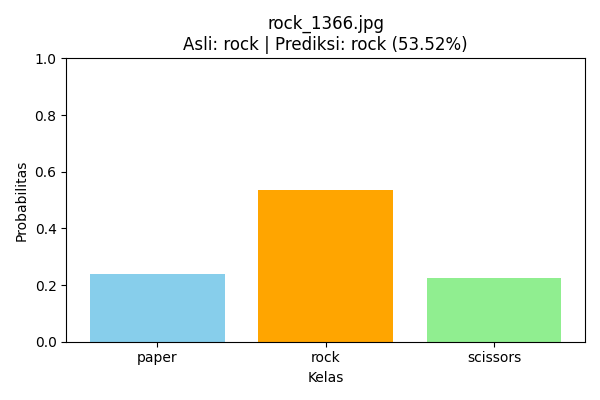 rock_1366.jpg
Asli: rock | Prediksi: rock (53.52%)
1.0
0.8
0.6
0.4
0.2
0.0
Probabilitas
paper
rock
scissors
Kelas